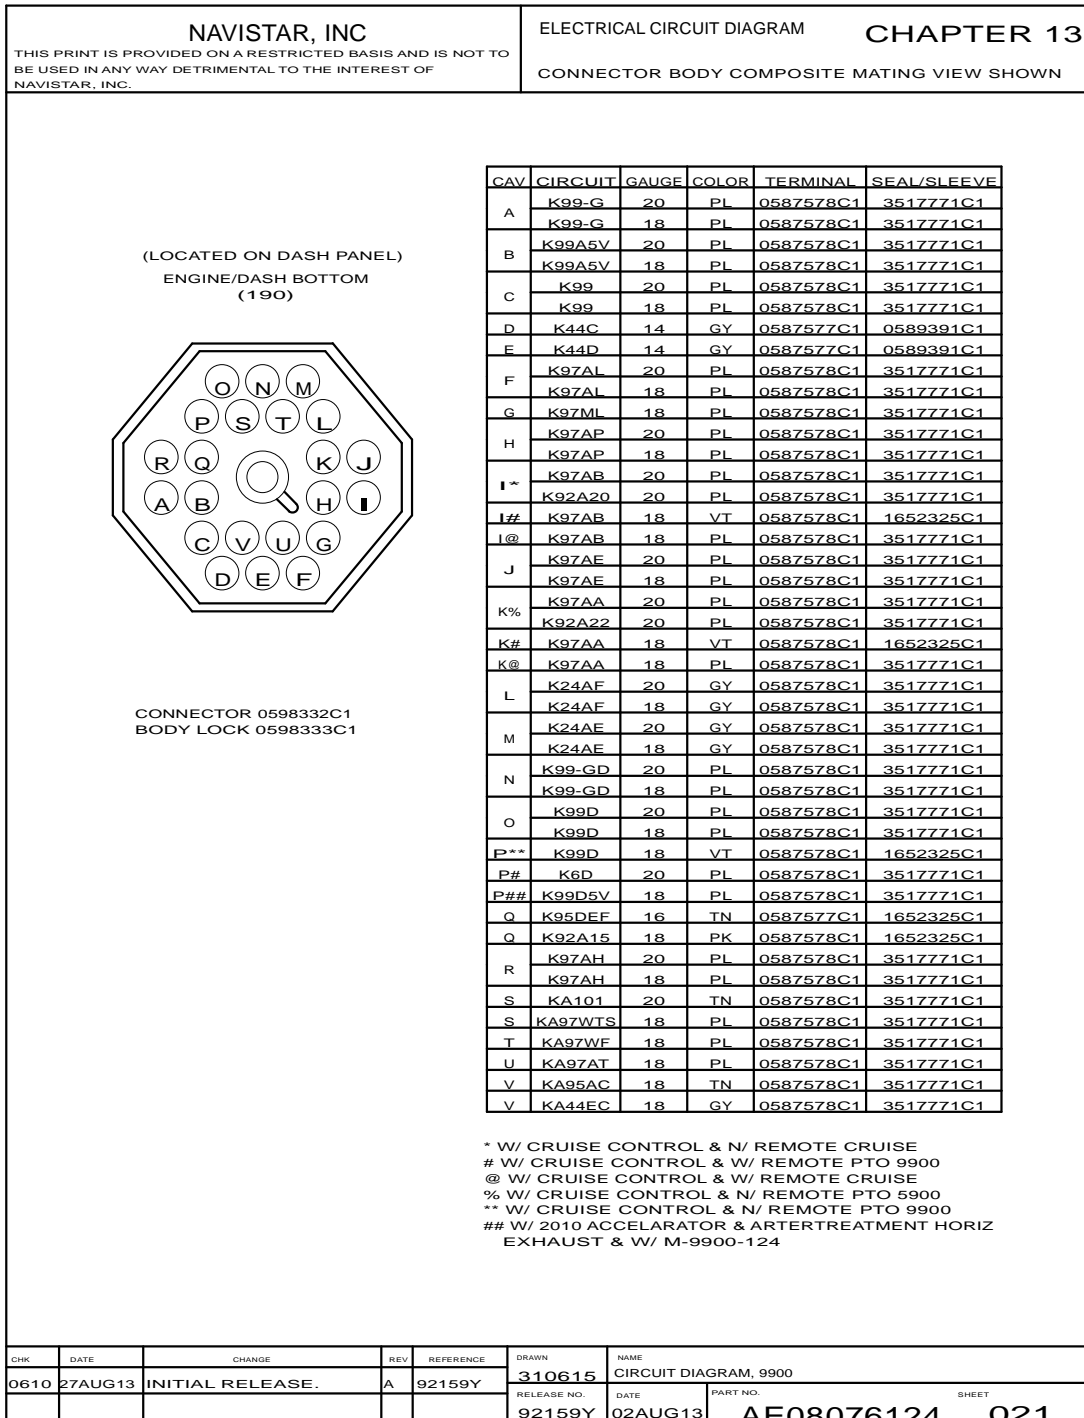 NAVISTAR, INC
THIS PRINT IS PROVIDED ON A RESTRICTED BASIS AND IS NOT TO
BE USED IN ANY WAY DETRIMENTAL TO THE INTEREST OF
NAVISTAR, INC.
ELECTRICAL CIRCUIT DIAGRAM CHAPTER 13
CONNECTOR BODY COMPOSITE MATING VIEW SHOWN
(LOCATED ON DASH PANEL)
ENGINE/DASH BOTTOM
(190)
O N M
P S T L
R Q K J
A B H I
C V U G
D E F
CONNECTOR 0598332C1
BODY LOCK 0598333C1
CAV CIRCUIT GAUGE COLOR TERMINAL SEAL/SLEEVE
A K99-G 20 PL 0587578C1 3517771C1
K99-G 18 PL 0587578C1 3517771C1
B K99A5V 20 PL 0587578C1 3517771C1
K99A5V 18 PL 0587578C1 3517771C1
C K99 20 PL 0587578C1 3517771C1
K99 18 PL 0587578C1 3517771C1
D K44C 14 GY 0587577C1 0589391C1
E K44D 14 GY 0587577C1 0589391C1
F K97AL 20 PL 0587578C1 3517771C1
K97AL 18 PL 0587578C1 3517771C1
G K97ML 18 PL 0587578C1 3517771C1
H K97AP 20 PL 0587578C1 3517771C1
K97AP 18 PL 0587578C1 3517771C1
I* K97AB 20 PL 0587578C1 3517771C1
K92A20 20 PL 0587578C1 3517771C1
I# K97AB 18 VT 0587578C1 1652325C1
I@ K97AB 18 PL 0587578C1 3517771C1
J K97AE 20 PL 0587578C1 3517771C1
K97AE 18 PL 0587578C1 3517771C1
K% K97AA 20 PL 0587578C1 3517771C1
K92A22 20 PL 0587578C1 3517771C1
K# K97AA 18 VT 0587578C1 1652325C1
K@ K97AA 18 PL 0587578C1 3517771C1
L K24AF 20 GY 0587578C1 3517771C1
K24AF 18 GY 0587578C1 3517771C1
M K24AE 20 GY 0587578C1 3517771C1
K24AE 18 GY 0587578C1 3517771C1
N K99-GD 20 PL 0587578C1 3517771C1
K99-GD 18 PL 0587578C1 3517771C1
O K99D 20 PL 0587578C1 3517771C1
K99D 18 PL 0587578C1 3517771C1
P** K99D 18 VT 0587578C1 1652325C1
P# K6D 20 PL 0587578C1 3517771C1
P## K99D5V 18 PL 0587578C1 3517771C1
Q K95DEF 16 TN 0587577C1 1652325C1
Q K92A15 18 PK 0587578C1 1652325C1
R K97AH 20 PL 0587578C1 3517771C1
K97AH 18 PL 0587578C1 3517771C1
S KA101 20 TN 0587578C1 3517771C1
S KA97WTS 18 PL 0587578C1 3517771C1
T KA97WF 18 PL 0587578C1 3517771C1
U KA97AT 18 PL 0587578C1 3517771C1
V KA95AC 18 TN 0587578C1 3517771C1
V KA44EC 18 GY 0587578C1 3517771C1
* W/ CRUISE CONTROL & N/ REMOTE CRUISE
# W/ CRUISE CONTROL & W/ REMOTE PTO 9900
@ W/ CRUISE CONTROL & W/ REMOTE CRUISE
% W/ CRUISE CONTROL & N/ REMOTE PTO 5900
** W/ CRUISE CONTROL & N/ REMOTE PTO 9900
## W/ 2010 ACCELARATOR & ARTERTREATMENT HORIZ
EXHAUST & W/ M-9900-124
CHK DATE CHANGE REV REFERENCE DRAWN NAME
0610 27AUG13 INITIAL RELEASE. A 92159Y 310615 CIRCUIT DIAGRAM, 9900
RELEASE NO. DATE PART NO. SHEET
92159Y 02AUG13 AE08076124 021